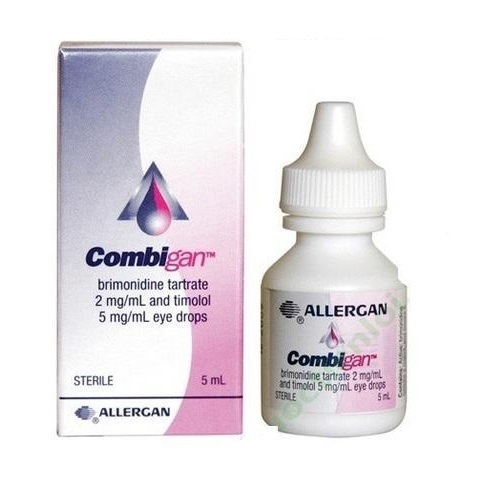 Combigan™
brimonidine tartrate
2 mg/mL and timolol
5 mg/mL eye drops
STERILE 5 mL
ALLERGAN
® ALLERGAN
Combigan™
brimonidine tartrate 2 mg/mL
and timolol 5 mg/mL eye drops
STERILE 5 mL